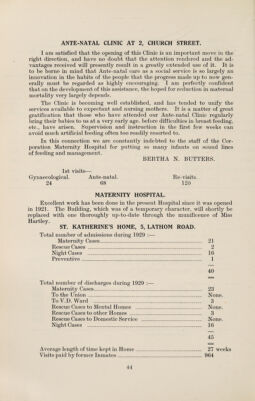 ANTE-NATAL CLINIC AT 2, CHURCH STREET.
I am satisfied that the opening of this Clinic is an important move in the
right direction, and have no doubt that the attention rendered and the ad-
vantages received will presently result in a greatly extended use of it. It is
to be borne in mind that Ante-natal care as a social service is so largely an
innovation in the habits of the people that the progress made up to now gen-
erally must be regarded as highly encouraging. I am perfectly confident
that on the development of this assistance, the hoped for reduction in maternal
mortality very largely depends.
The Clinic is becoming well established, and has tended to unify the
services available to expectant and nursing mothers. It is a matter of great
gratification that those who have attended our Ante-natal Clinic regularly
bring their babies to us at a very early age, before difficulties in breast feeding,
etc., have arisen. Supervision and instruction in the first few weeks can
avoid much artificial feeding often too readily resorted to.
In this connection we are constantly indebted to the staff of the Cor-
poration Maternity Hospital for putting so many infants on sound lines
of feeding and management.
BERTHA N. BUTTERS.
1st visits—
Gynaecological. Ante-natal. Re-visits.
24 68 120
MATERNITY HOSPITAL.
Excellent work has been done in the present Hospital since it was opened
in 1921. The Building, which was of a temporary character, will shortly be
replaced with one thoroughly up-to-date through the munificence of Miss
Hartley.
ST. KATHERINE'S HOME, 5, LATHOM ROAD.
Total number of admissions during 1929 :—
Maternity Cases 21
Rescue Cases 2
Night Cases 16
Preventive 1
40
Total number of discharges during 1929 :—
Maternity Cases 23
To the Union None.
To V.D. Ward 3
Rescue Cases to Mental Homes None.
Rescue Cases to other Homes 3
Rescue Cases to Domestic Service None.
Night Cases 16
45
Average length of time kept in Home 27 weeks
Visits paid by former Inmates 964
44